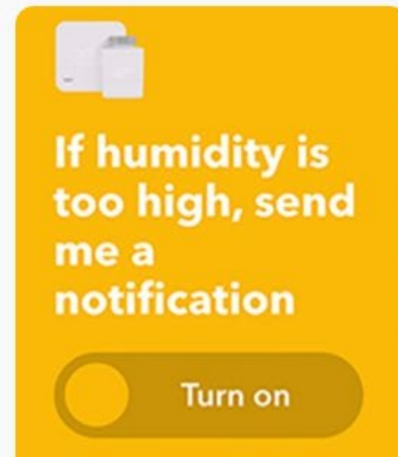 If humidity is
too high, send
me a
notification
Turn on